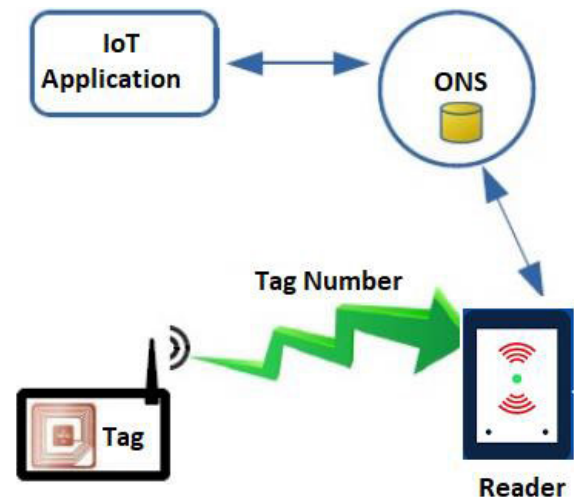 IoT
Application
ONS
Tag Number
Tag
Reader